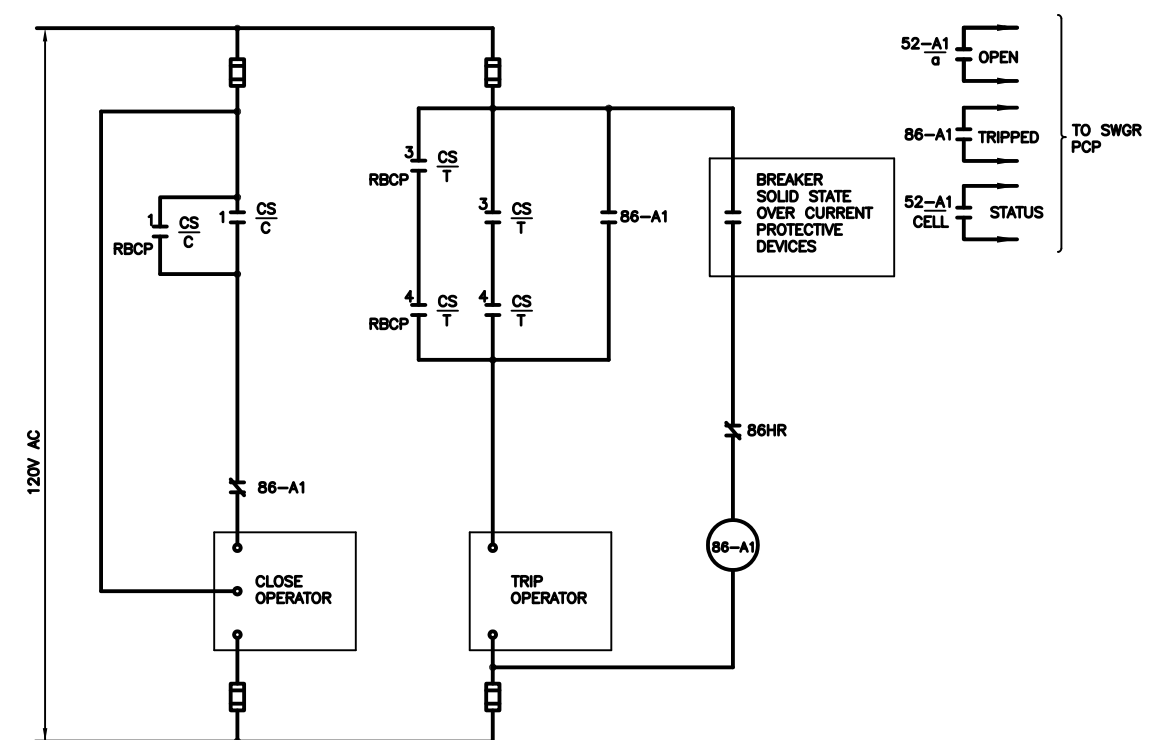 52-A1
a
OPEN
86-A1
TRIPPED
52-A1
CELL
STATUS
TO SWGR
PCP
120V AC
1
CS
C
RBCP
1
CS
C
86-A1
CLOSE
OPERATOR
3
CS
T
RBCP
3
CS
T
86-A1
4
CS
T
RBCP
4
CS
T
TRIP
OPERATOR
BREAKER
SOLID STATE
OVER CURRENT
PROTECTIVE
DEVICES
86HR
86-A1